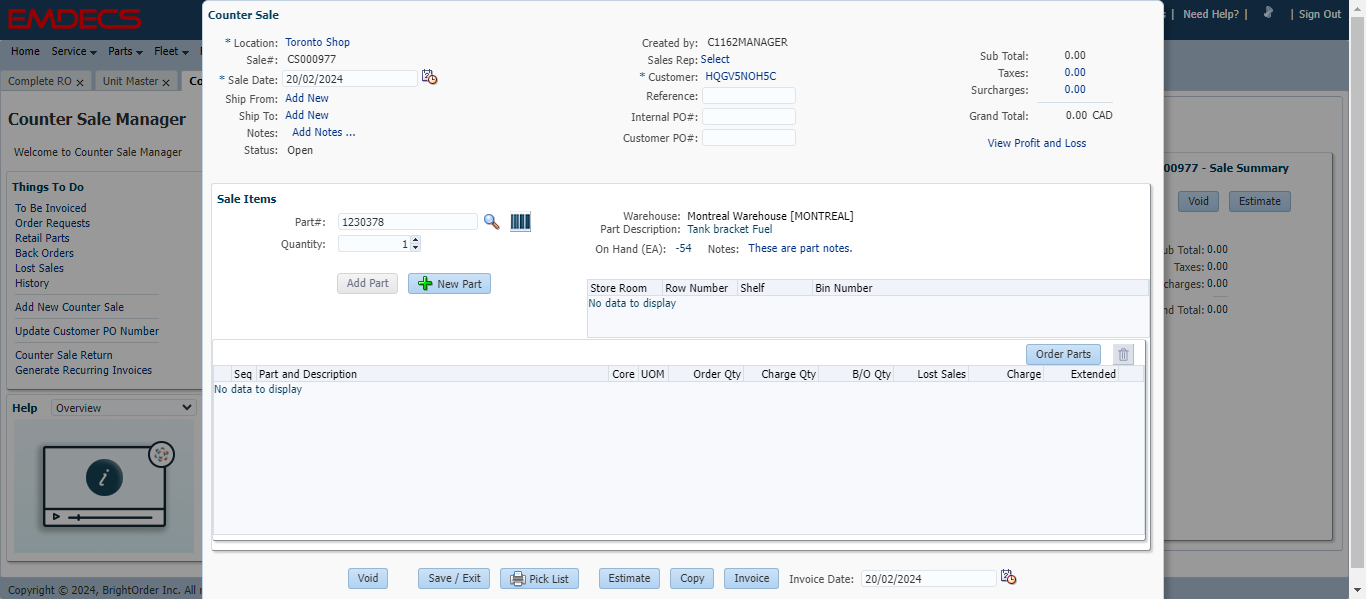 EMDECS
Need Help? |
| Sign Out
Home Service Parts Fleet
Complete RO x
Unit Master x
Co
Counter Sale Manager
Welcome to Counter Sale Manager
Things To Do
To Be Invoiced
Order Requests
Retail Parts
Back Orders
Lost Sales
History
Add New Counter Sale
Update Customer PO Number
Counter Sale Return
Generate Recurring Invoices
Help Overview
Copyright © 2024, BrightOrder Inc. All r
Counter Sale
* Location: Toronto Shop
Sale#: CS000977
* Sale Date: 20/02/2024
Ship From: Add New
Ship To: Add New
Notes: Add Notes ...
Status: Open
Created by: C1162MANAGER
Sales Rep: Select
* Customer: HQGV5NOH5C
Reference:
Internal PO#:
Customer PO#:
Sub Total: 0.00
Taxes: 0.00
Surcharges: 0.00
Grand Total: 0.00 CAD
View Profit and Loss
Sale Items
Part#: 1230378
Quantity: 1
Add Part
New Part
Warehouse: Montreal Warehouse [MONTREAL]
Part Description: Tank bracket Fuel
On Hand (EA): -54 Notes: These are part notes.
Store Room Row Number Shelf Bin Number
No data to display
Order Parts
Seq Part and Description Core UOM Order Qty Charge Qty B/O Qty Lost Sales Charge Extended
No data to display
Void
Save / Exit
Pick List
Estimate
Copy
Invoice
Invoice Date: 20/02/2024
00977 - Sale Summary
Void
Estimate
ub Total: 0.00
Taxes: 0.00
charges: 0.00
nd Total: 0.00